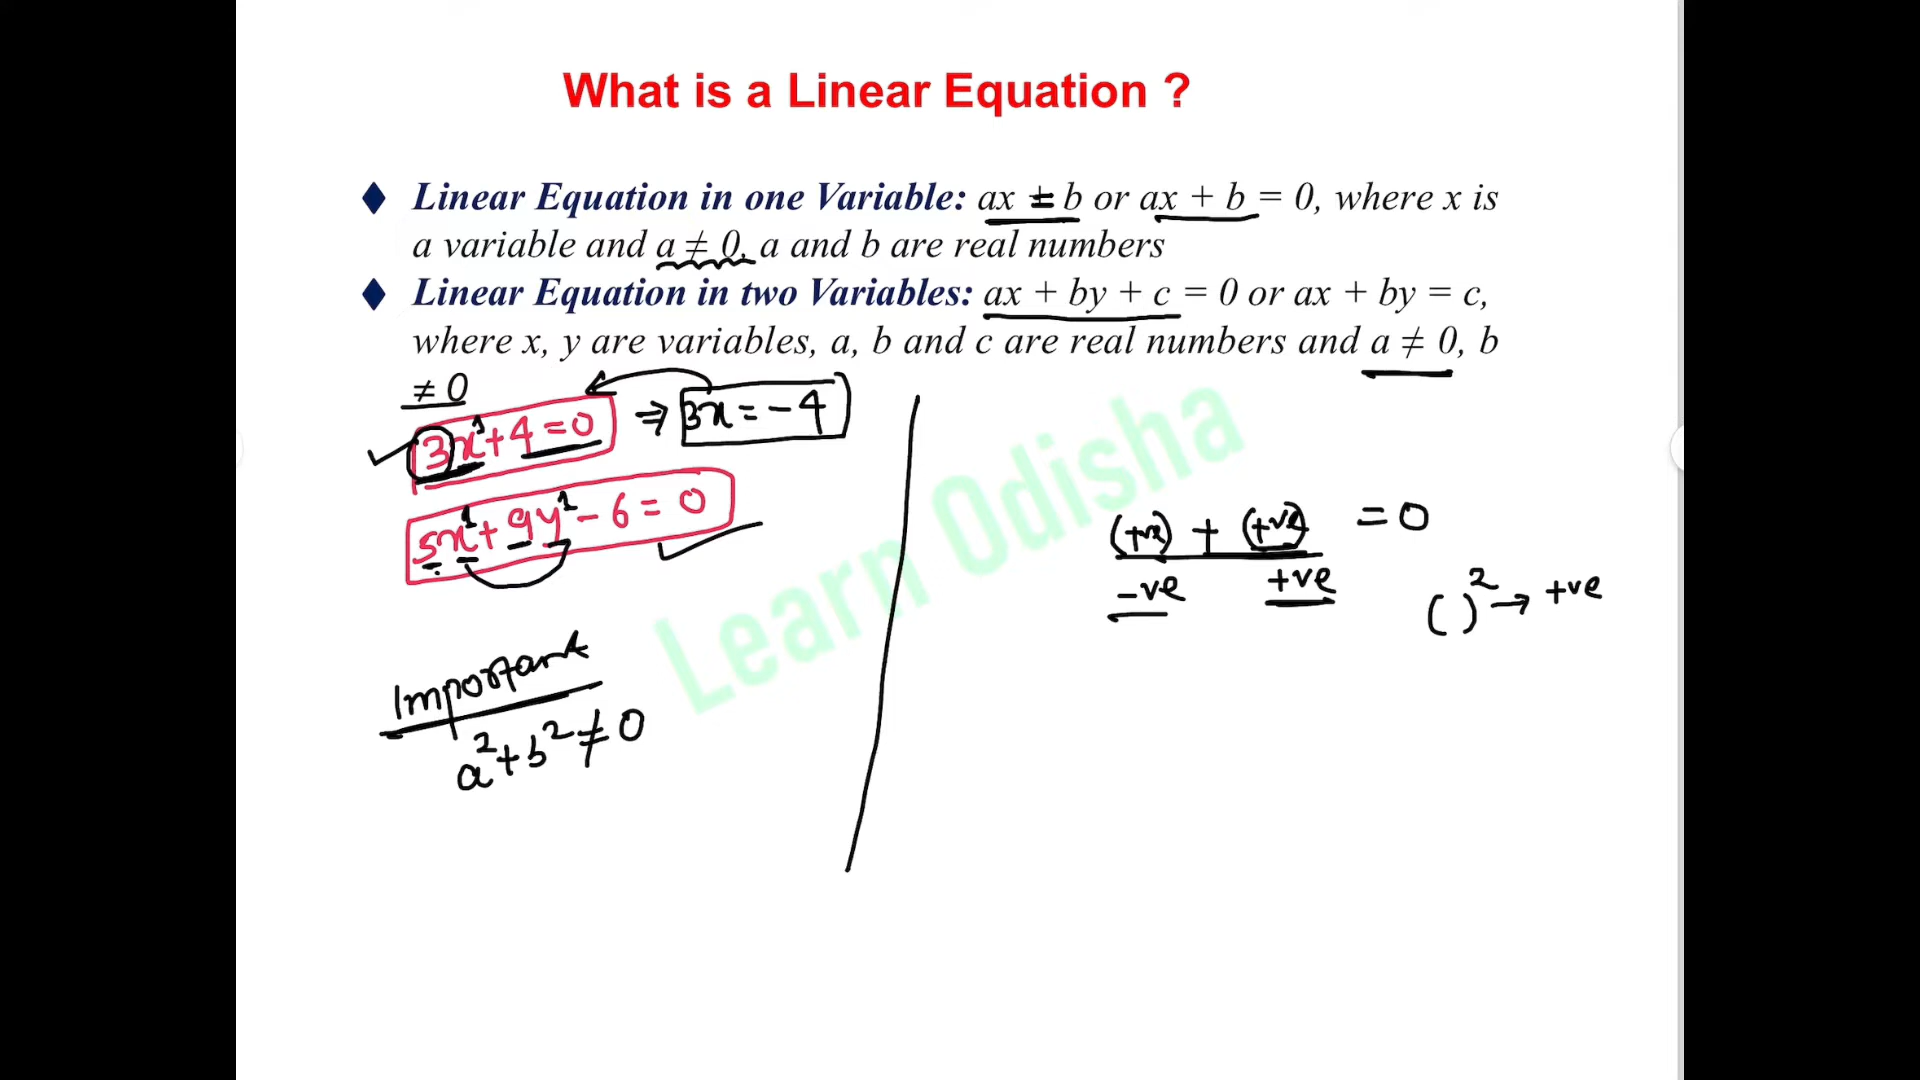 What is a Linear Equation ?
Linear Equation in one Variable: ax ± b or ax + b = 0, where x is
a variable and a ≠ 0, a and b are real numbers
Linear Equation in two Variables: ax + by + c = 0 or ax + by = c,
where x, y are variables, a, b and c are real numbers and a ≠ 0, b
≠ 0
3x¹+4=0 ⇒ 3x=-4
5x¹+9y¹-6=0
(+ve) + (+ve) =0
-ve +ve
( )² → +ve
Important
a²+b²≠0
Learn Odisha